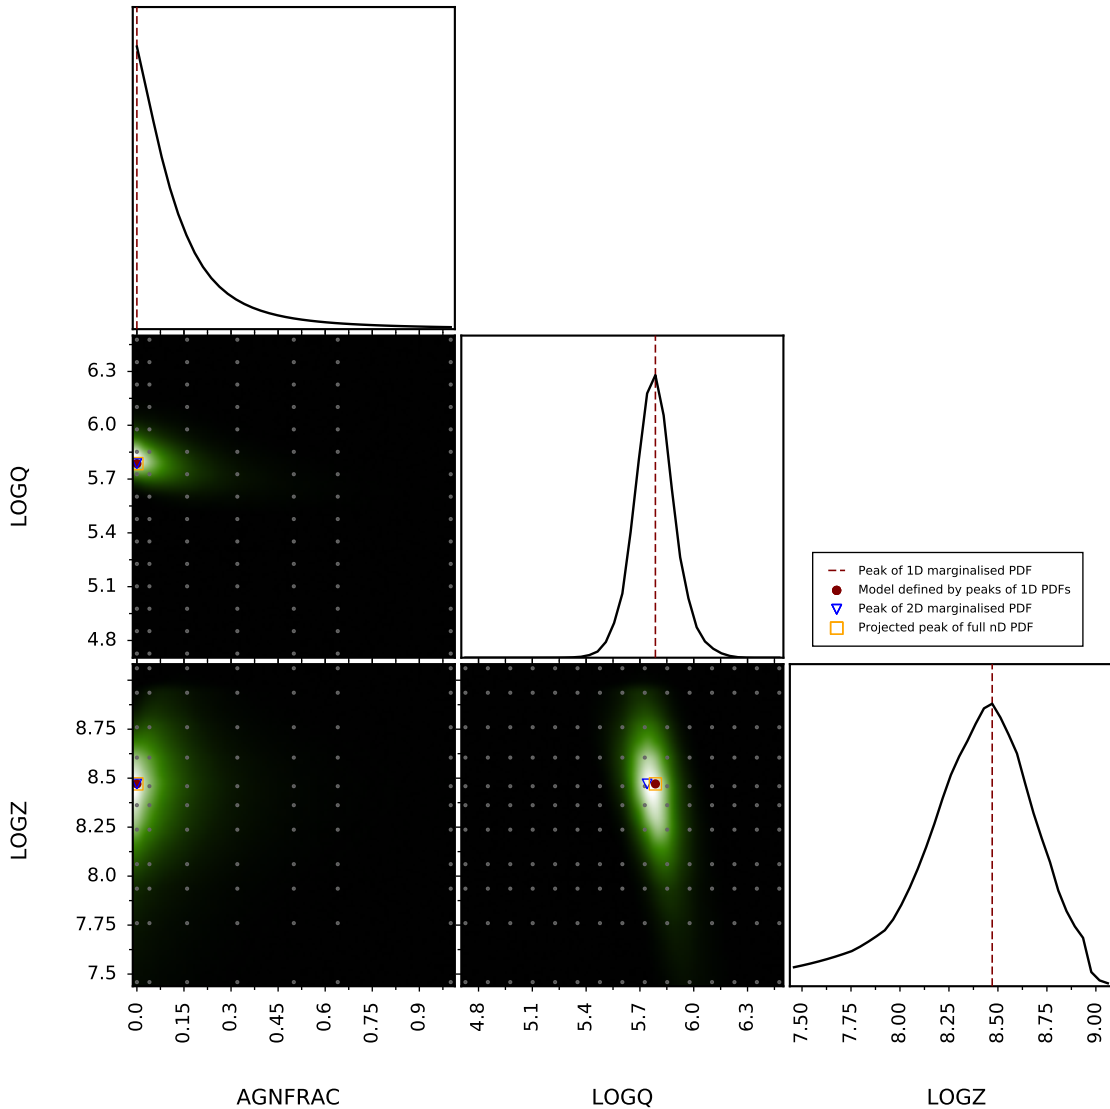 6.3
6.0
5.7
5.4
5.1
4.8
LOGQ
Peak of 1D marginalised PDF
Model defined by peaks of 1D PDFs
Peak of 2D marginalised PDF
Projected peak of full nD PDF
8.75
8.5
8.25
8.0
7.75
7.5
LOGZ
0.0 0.15 0.3 0.45 0.6 0.75 0.9
4.8 5.1 5.4 5.7 6.0 6.3
7.50 7.75 8.00 8.25 8.50 8.75 9.00
AGNFRAC LOGQ LOGZ